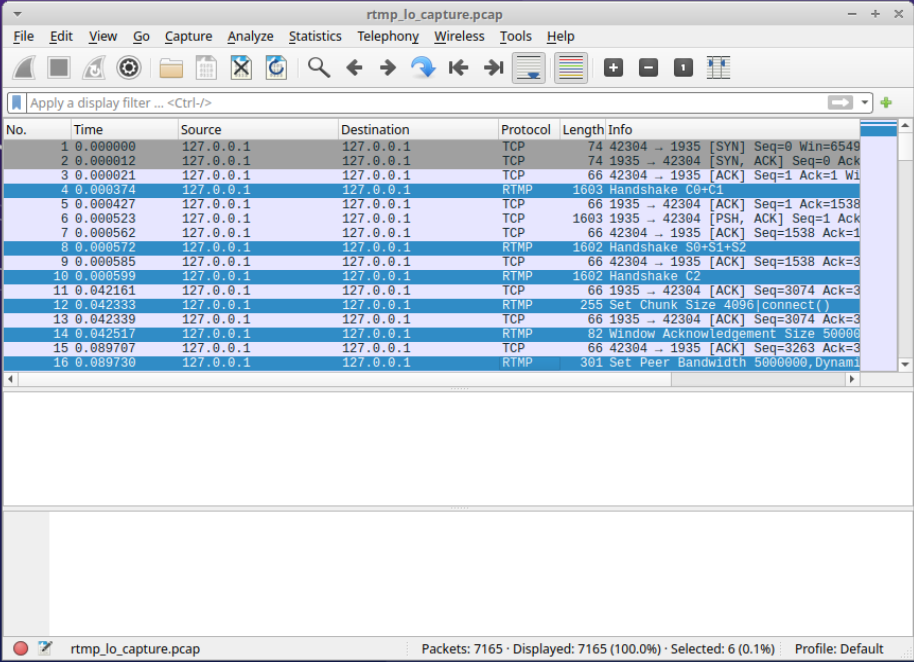 rtmp_lo_capture.pcap
File Edit View Go Capture Analyze Statistics Telephony Wireless Tools Help
1
Apply a display filter ... <Ctrl-/>
No. Time Source Destination Protocol Length Info
1 0.000000 127.0.0.1 127.0.0.1 TCP 74 42304 → 1935 [SYN] Seq=0 Win=6549
2 0.000012 127.0.0.1 127.0.0.1 TCP 74 1935 → 42304 [SYN, ACK] Seq=0 Ack
3 0.000021 127.0.0.1 127.0.0.1 TCP 66 42304 → 1935 [ACK] Seq=1 Ack=1 Wi
4 0.000374 127.0.0.1 127.0.0.1 RTMP 1603 Handshake C0+C1
5 0.000427 127.0.0.1 127.0.0.1 TCP 66 1935 → 42304 [ACK] Seq=1 Ack=1538
6 0.000523 127.0.0.1 127.0.0.1 TCP 1603 1935 → 42304 [PSH, ACK] Seq=1 Ack
7 0.000562 127.0.0.1 127.0.0.1 TCP 66 42304 → 1935 [ACK] Seq=1538 Ack=1
8 0.000572 127.0.0.1 127.0.0.1 RTMP 1602 Handshake S0+S1+S2
9 0.000585 127.0.0.1 127.0.0.1 TCP 66 42304 → 1935 [ACK] Seq=1538 Ack=3
10 0.000599 127.0.0.1 127.0.0.1 RTMP 1602 Handshake C2
11 0.042161 127.0.0.1 127.0.0.1 TCP 66 1935 → 42304 [ACK] Seq=3074 Ack=3
12 0.042333 127.0.0.1 127.0.0.1 RTMP 255 Set Chunk Size 4096|connect()
13 0.042339 127.0.0.1 127.0.0.1 TCP 66 1935 → 42304 [ACK] Seq=3074 Ack=3
14 0.042517 127.0.0.1 127.0.0.1 RTMP 82 Window Acknowledgement Size 50000
15 0.089707 127.0.0.1 127.0.0.1 TCP 66 42304 → 1935 [ACK] Seq=3263 Ack=3
16 0.089730 127.0.0.1 127.0.0.1 RTMP 301 Set Peer Bandwidth 5000000,Dynami
rtmp_lo_capture.pcap Packets: 7165 · Displayed: 7165 (100.0%) · Selected: 6 (0.1%) Profile: Default